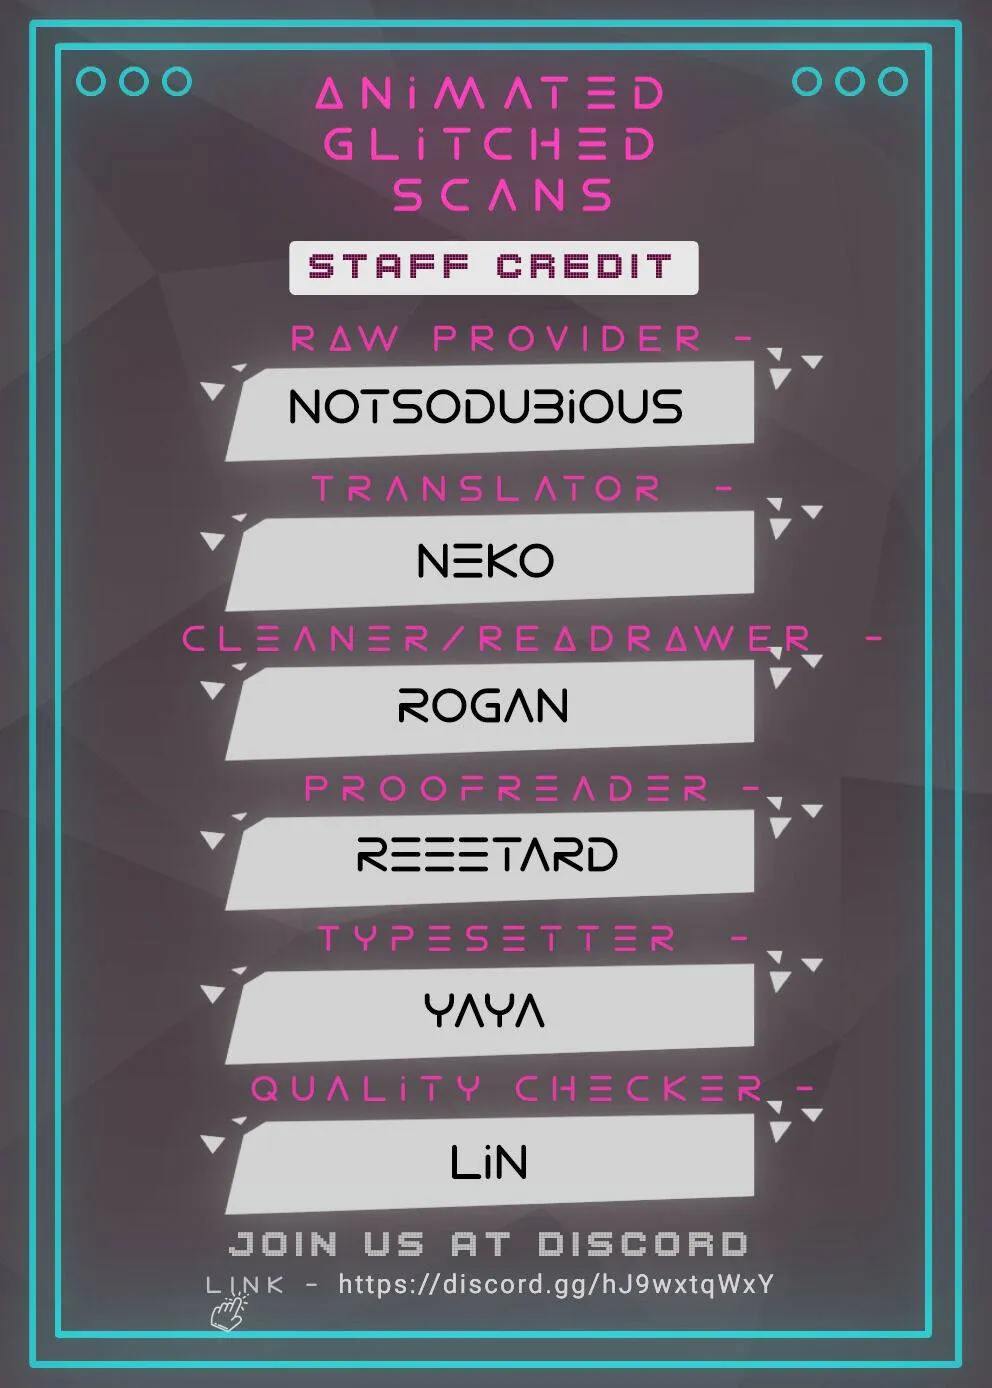 ANiMATED
GLiTCHED
SCANS
STAFF CREDIT
RAW PROVIDER -
NOTSODUBiOUS
TRANSLATOR -
NEKO
CLEANER/READRAWER -
ROGAN
PROOFREADER -
REEETARD
TYPESETTER -
YAYA
QUALiTY CHECKER -
LiN
JOIN US AT DISCORD
LINK - https://discord.gg/hJ9wxtqWxY